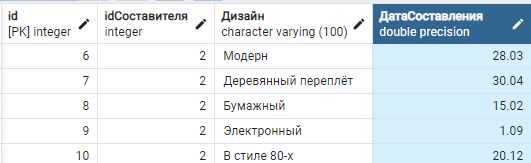 id idСоставителя Дизайн ДатаСоставления
[PK] integer integer character varying (100) double precision
6 2 Модерн 28.03
7 2 Деревянный переплёт 30.04
8 2 Бумажный 15.02
9 2 Электронный 1.09
10 2 В стиле 80-х 20.12